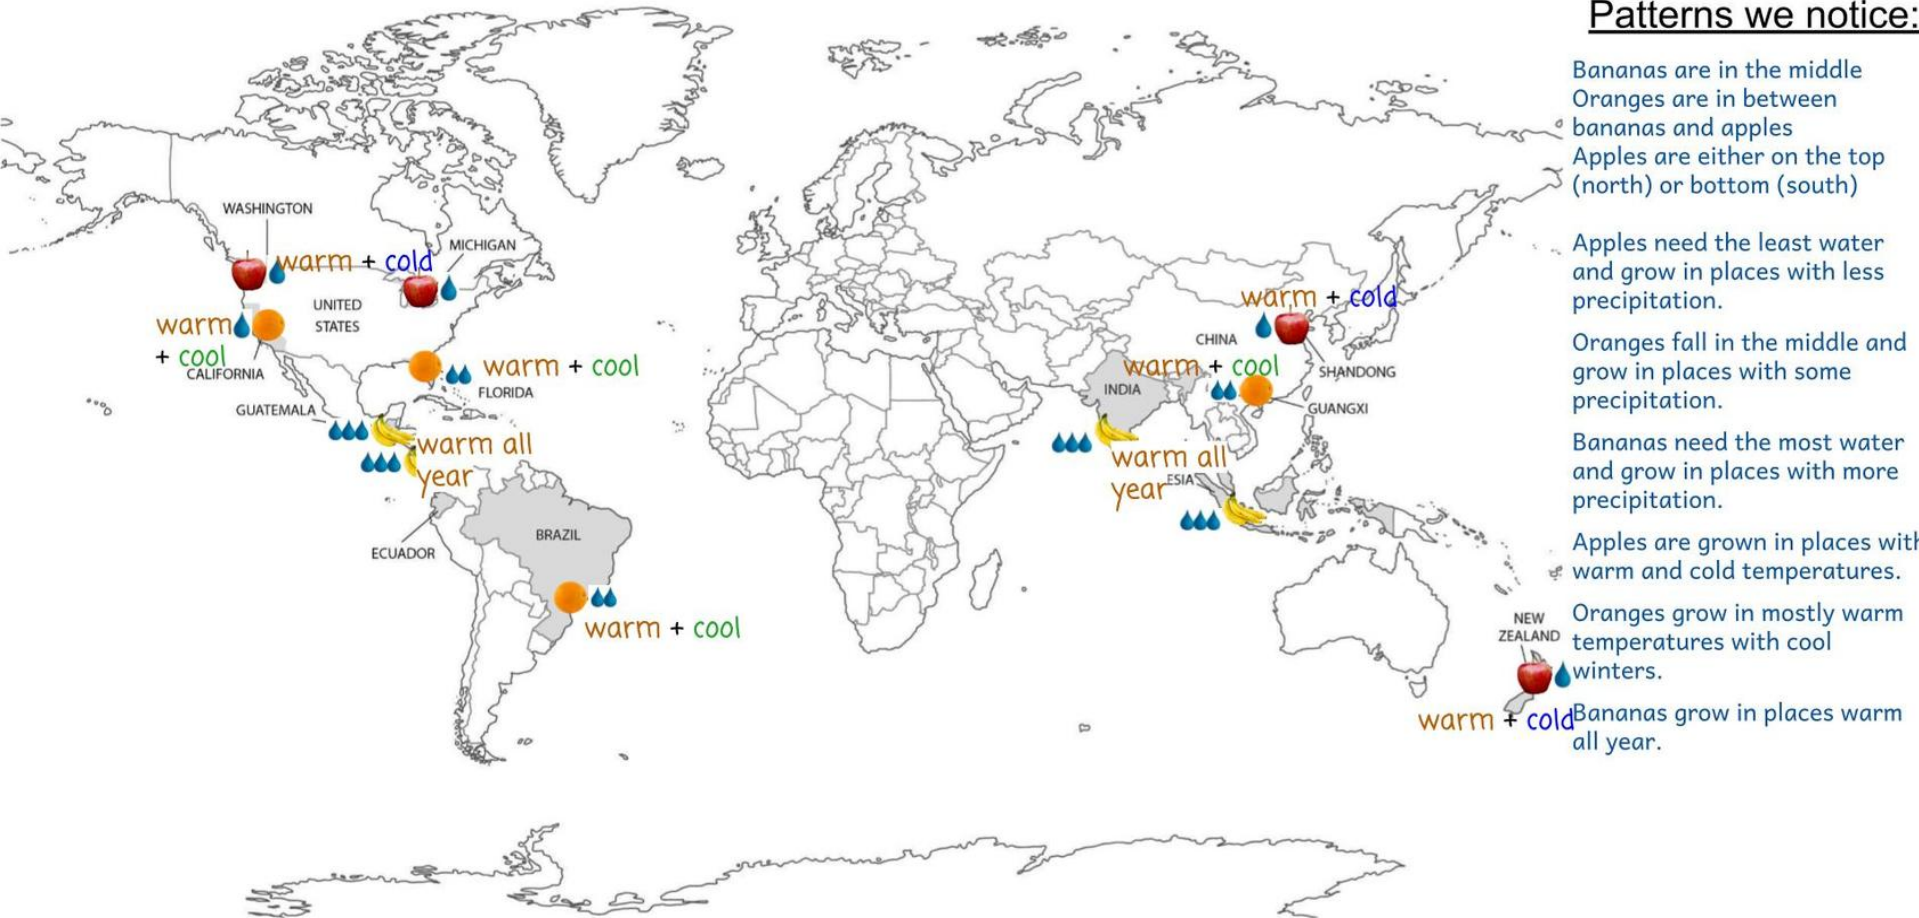 Patterns we notice:
Bananas are in the middle
Oranges are in between
bananas and apples
Apples are either on the top
(north) or bottom (south)
Apples need the least water
and grow in places with less
precipitation.
Oranges fall in the middle and
grow in places with some
precipitation.
Bananas need the most water
and grow in places with more
precipitation.
Apples are grown in places with
warm and cold temperatures.
Oranges grow in mostly warm
temperatures with cool
winters.
Bananas grow in places warm
all year.
WASHINGTON
warm + cold
MICHIGAN
UNITED
STATES
warm
+ cool
CALIFORNIA
warm + cool
FLORIDA
GUATEMALA
warm all
year
ECUADOR
BRAZIL
warm + cool
warm + cold
CHINA
SHANDONG
warm + cool
INDIA
GUANGXI
warm all
year
ESIA
NEW
ZEALAND
warm + cold